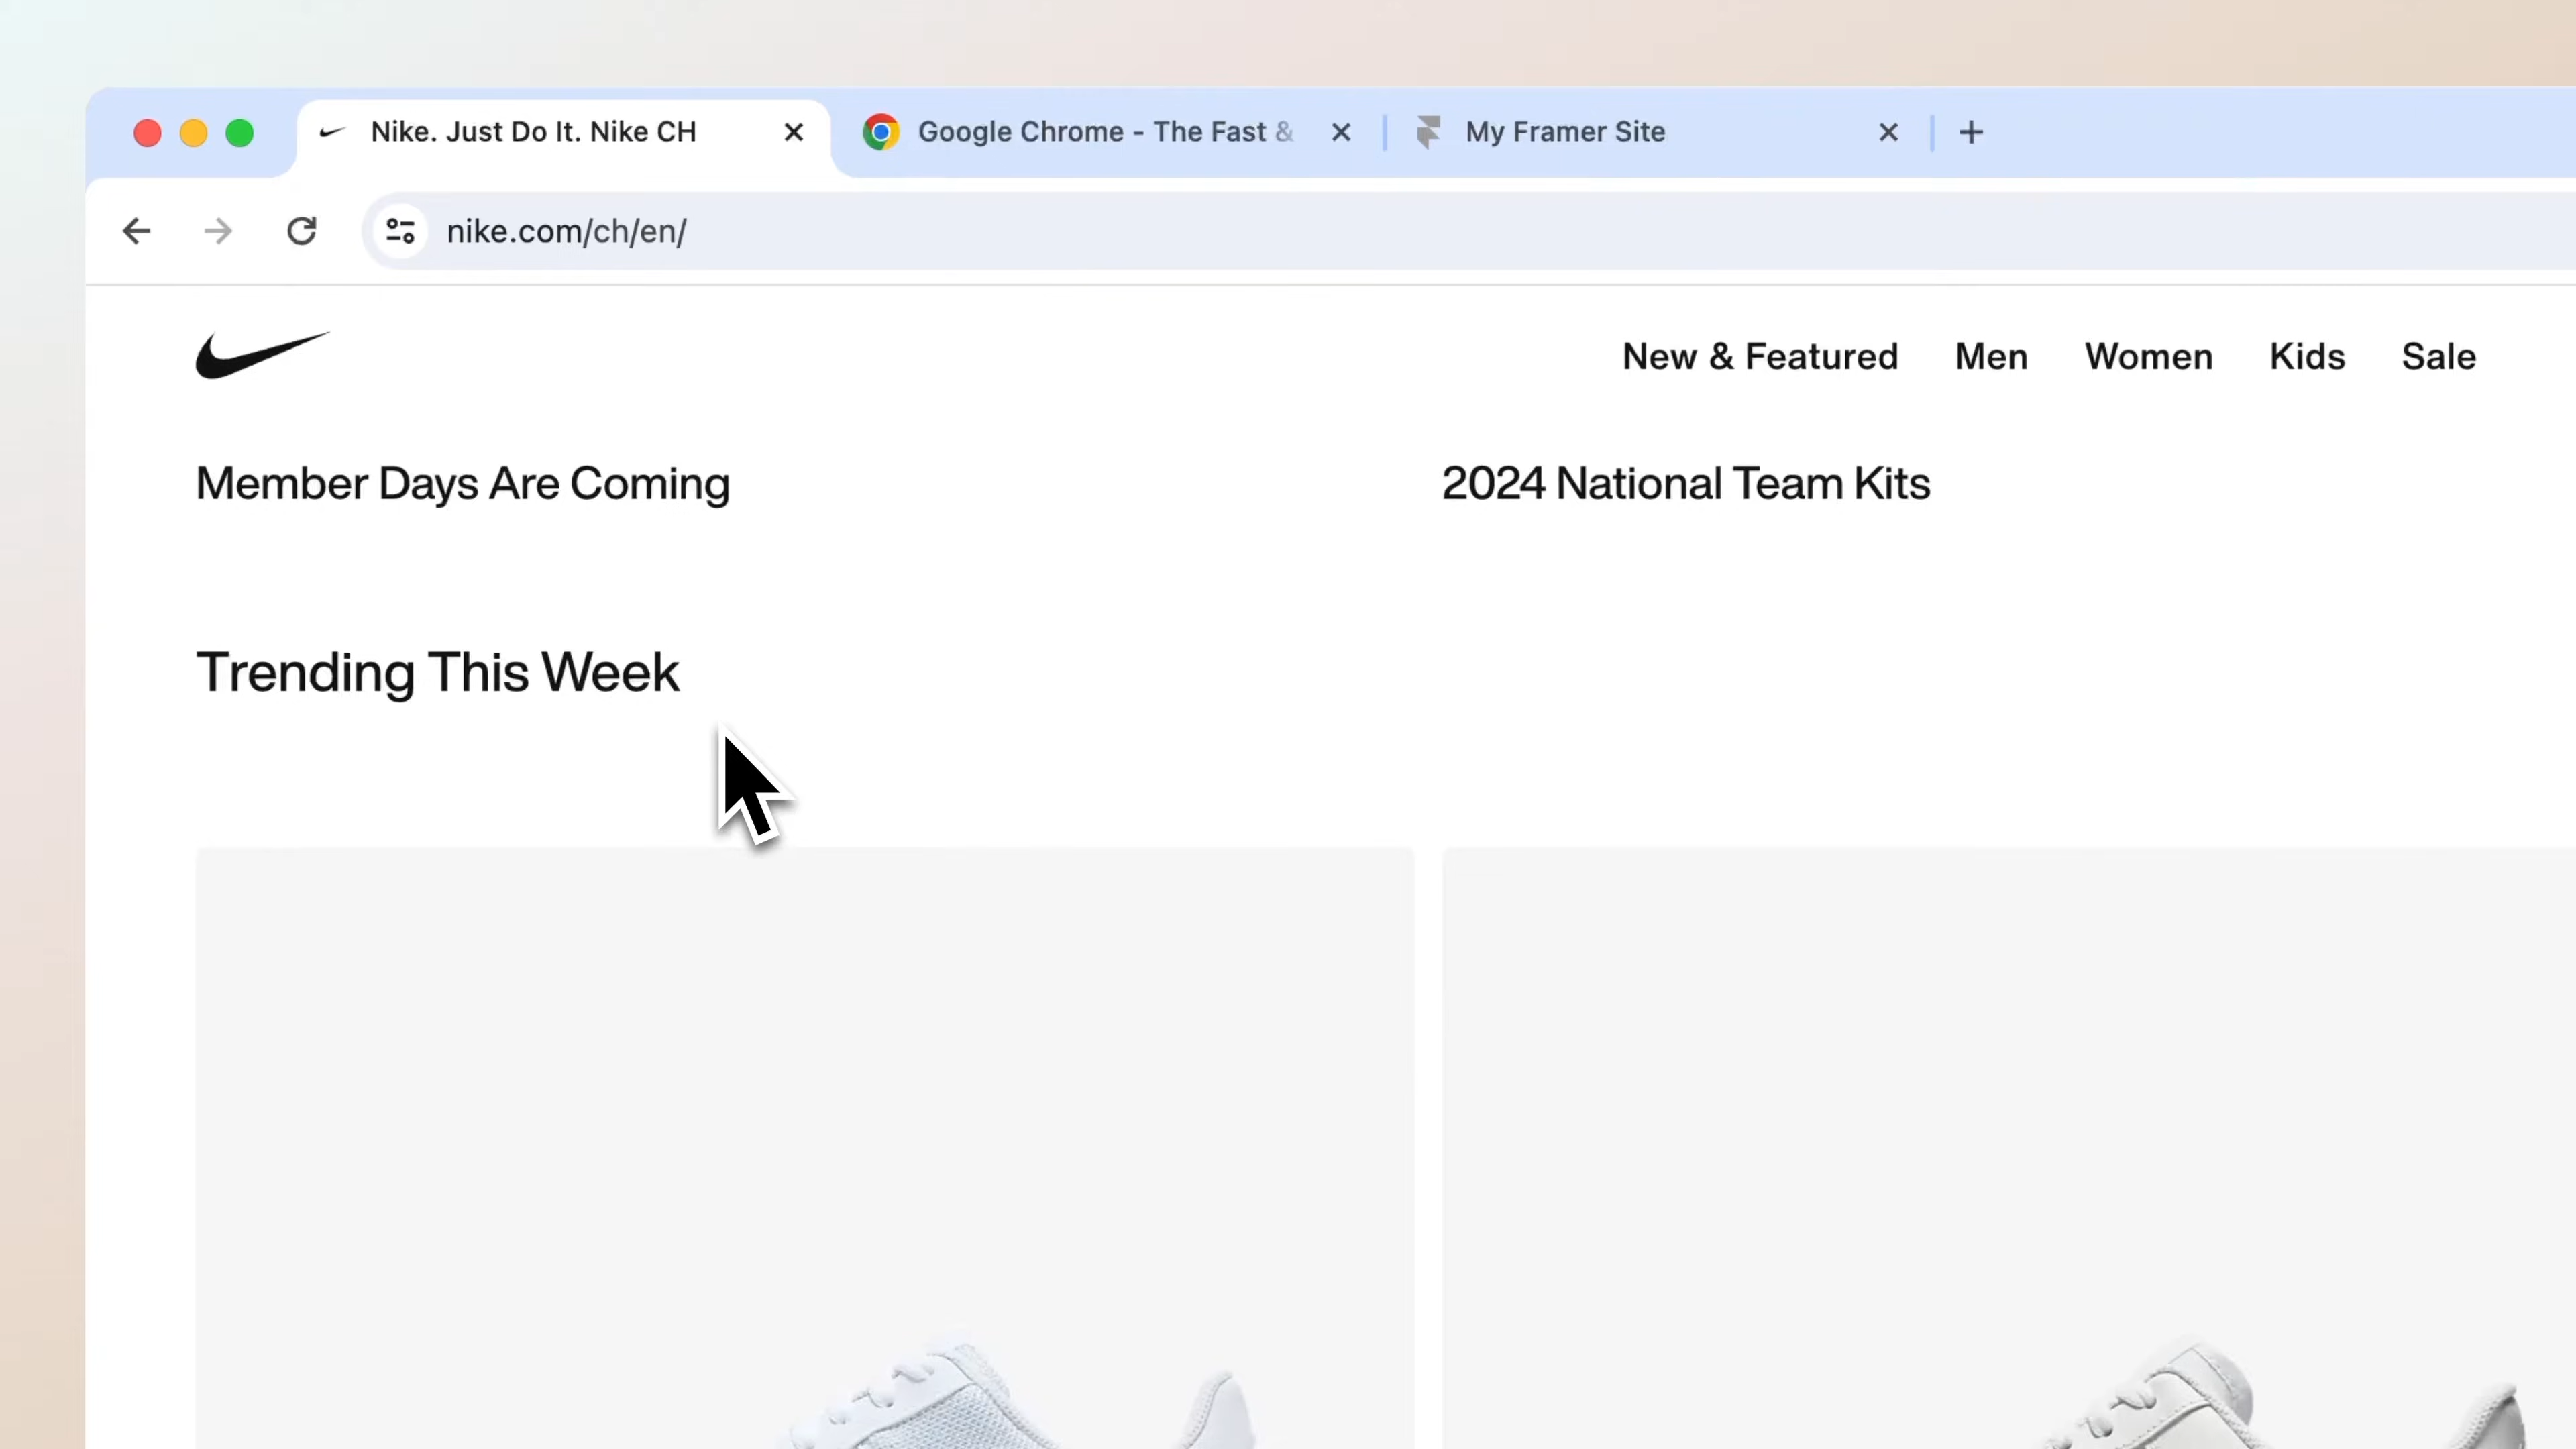 Nike. Just Do It. Nike CH
Google Chrome - The Fast &
My Framer Site
nike.com/ch/en/
New & Featured Men Women Kids Sale
Member Days Are Coming
2024 National Team Kits
Trending This Week